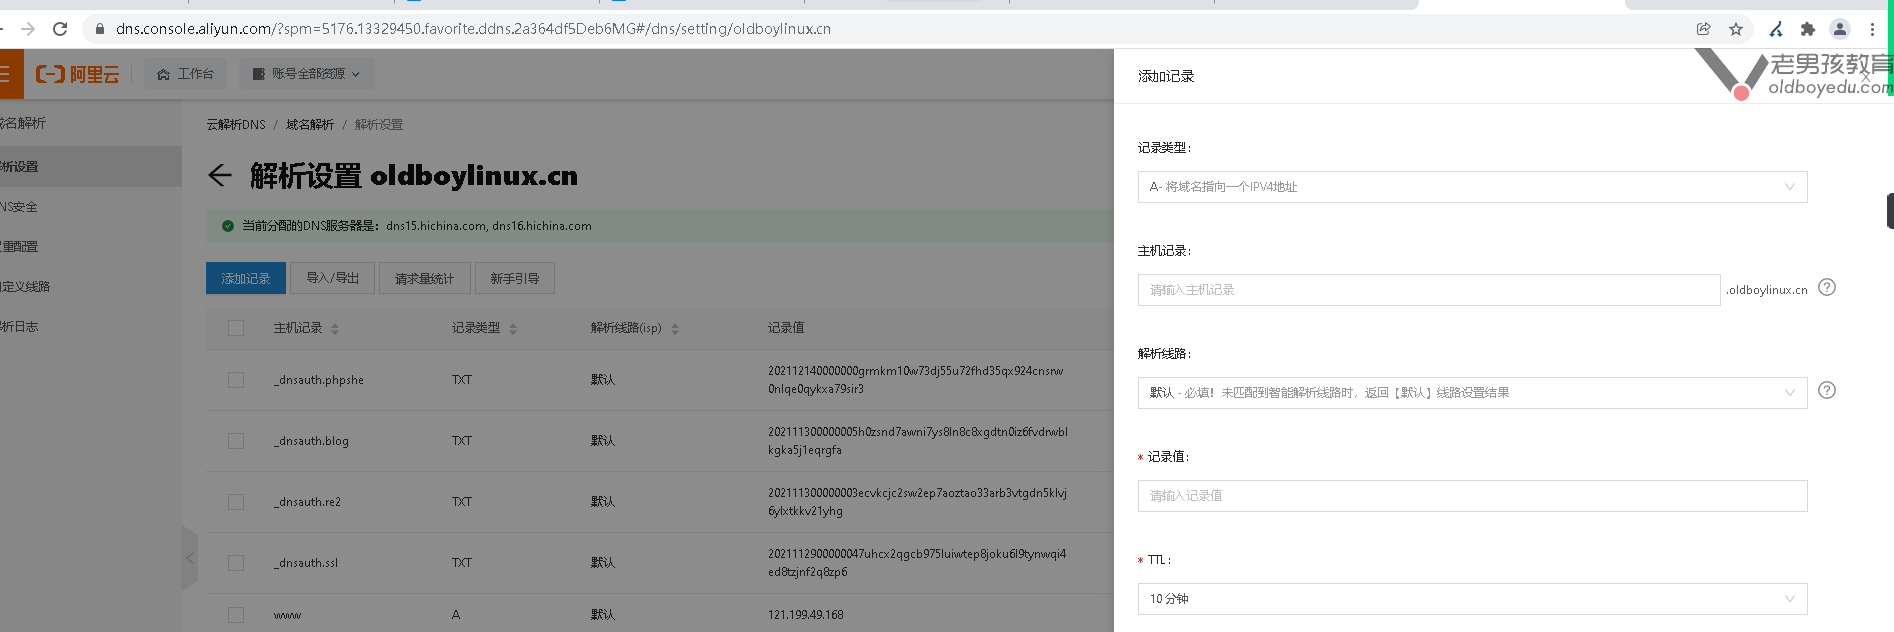 dns.console.aliyun.com/?spm=5176.13329450.favorite.ddns.2a364df5Deb6MG#/dns/setting/oldboylinux.cn
阿里云
工作台
账号全部资源
域名解析
解析设置
NS安全
重配置
定义线路
解析日志
云解析DNS / 域名解析 / 解析设置
解析设置 oldboylinux.cn
当前分配的DNS服务器是：dns15.hichina.com, dns16.hichina.com
添加记录 导入/导出 请求量统计 新手引导
主机记录 记录类型 解析线路(isp) 记录值
_dnsauth.phpshe TXT 默认 202112140000000grmkm10w73dj55u72fhd35qx924cnsrw
0nlqe0qykxa79sir3
_dnsauth.blog TXT 默认 202111300000005h0zsnd7awni7ys8ln8c8xgdtn0iz6fvdrwbl
kgka5j1eqrgfa
_dnsauth.re2 TXT 默认 202111300000003ecvkcjc2sw2ep7aoztao33arb3vtgdn5klvj
6ylxtkkv21yhg
_dnsauth.ssl TXT 默认 2021112900000047uhcx2qgcb975luiwtep8joku6l9tynwqi4
ed8tzjnf2q8zp6
www A 默认 121.199.49.168
添加记录
老男孩教育
oldboyedu.com
记录类型：
A- 将域名指向一个IPV4地址
主机记录：
请输入主机记录 .oldboylinux.cn
解析线路：
默认 - 必填！未匹配到智能解析线路时，返回【默认】线路设置结果
* 记录值：
请输入记录值
* TTL：
10 分钟